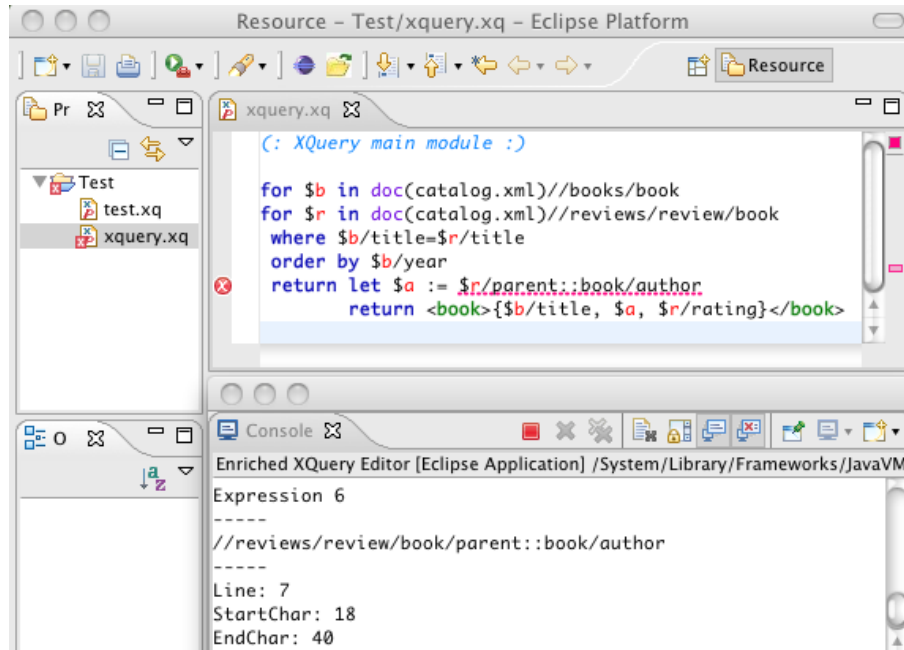 Resource – Test/xquery.xq – Eclipse Platform
Resource
Pr
xquery.xq
Test
test.xq
xquery.xq
(: XQuery main module :)
for $b in doc(catalog.xml)//books/book
for $r in doc(catalog.xml)//reviews/review/book
where $b/title=$r/title
order by $b/year
return let $a := $r/parent::book/author
return <book>{$b/title, $a, $r/rating}</book>
O
a
z
Console
Enriched XQuery Editor [Eclipse Application] /System/Library/Frameworks/JavaVM
Expression 6
-----
//reviews/review/book/parent::book/author
-----
Line: 7
StartChar: 18
EndChar: 40